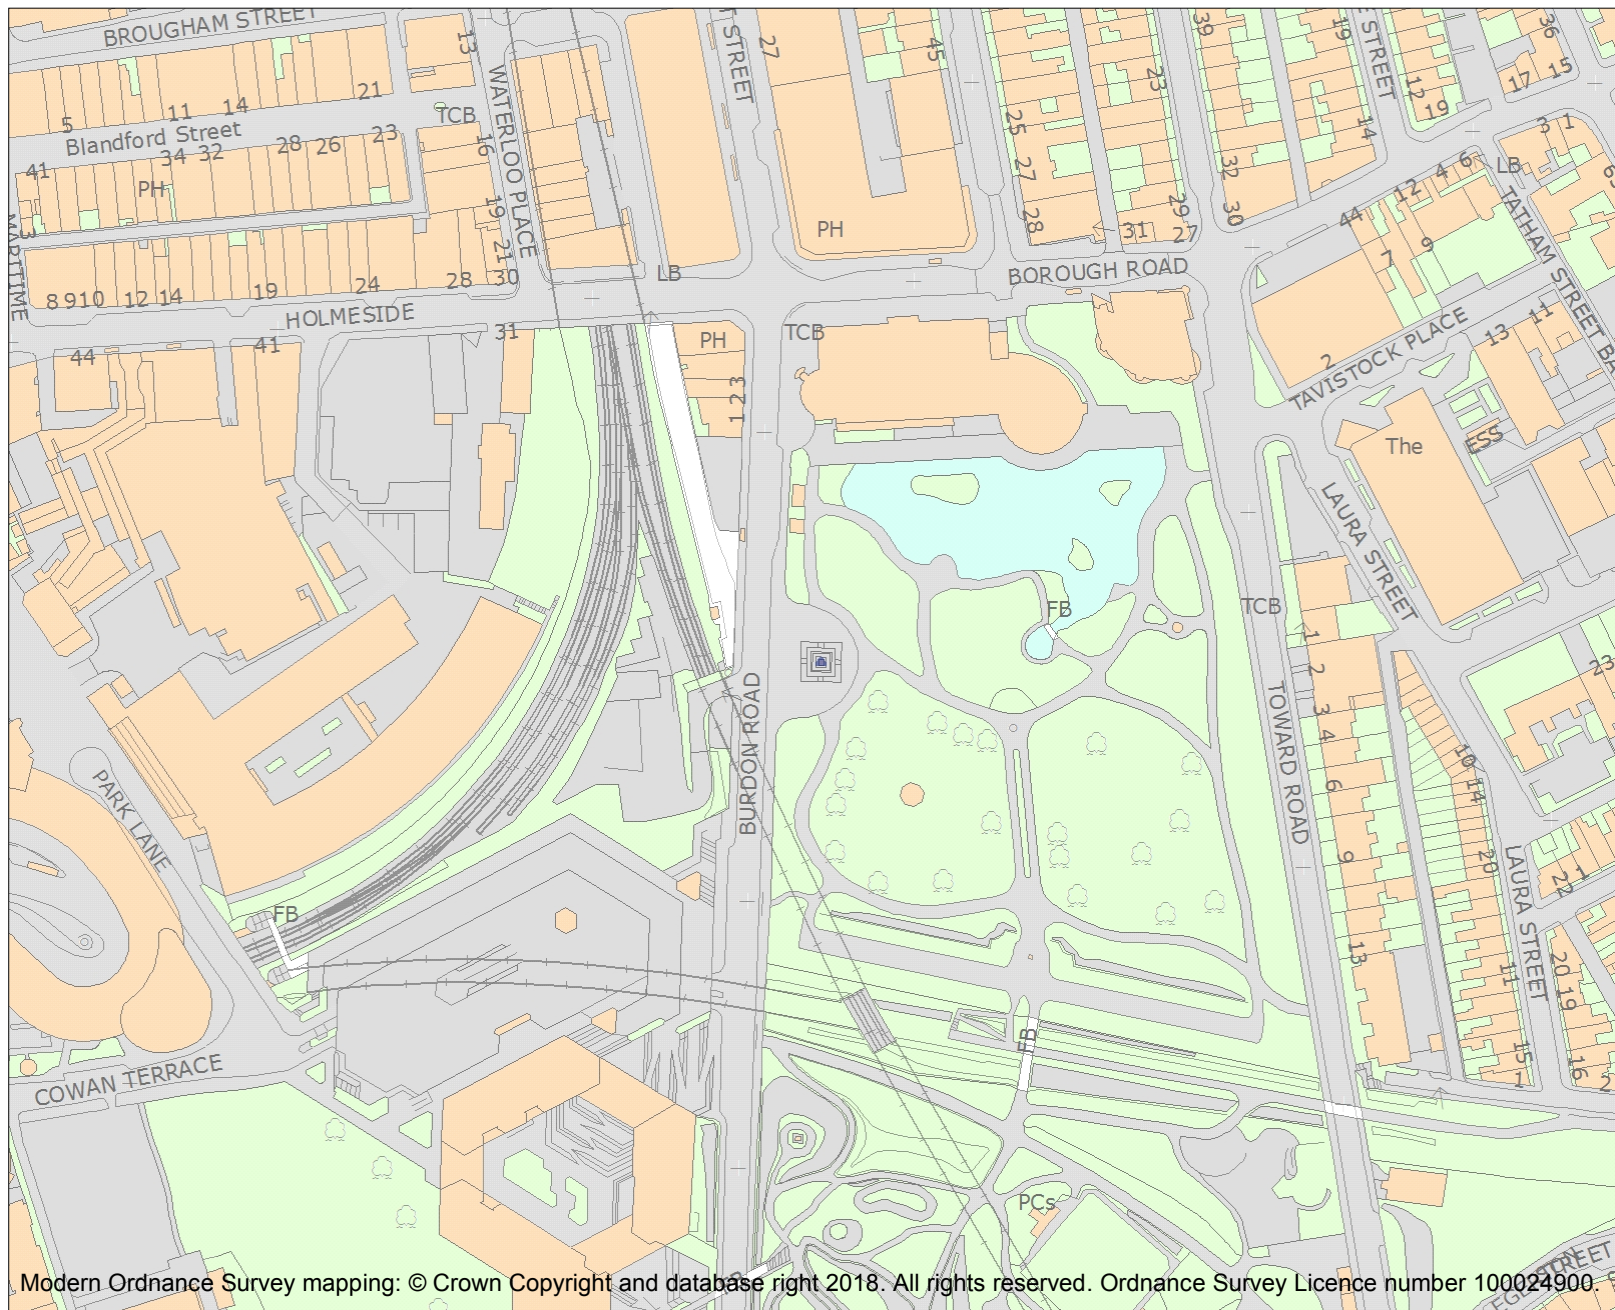 BROUGHAM STREET
13
27
45
39
19
36
5
11
14
21
TCB
WATERLOO PLACE
STREET
23
STREET
12
17
15
19
Blandford Street
41
34
32
28
26
23
16
25
27
32
14
3
1
PH
19
21
28
PH
31
29
27
30
44
12
4
6
LB
TATHAM STREET
7
9
3
8
9
10
12
14
19
24
28
30
LB
BOROUGH ROAD
HOLMESIDE
31
PH
TCB
TAVISTOCK PLACE
2
13
11
44
41
1
2
3
The
ESS
LAURA STREET
FB
TCB
1
2
3
4
6
9
13
23
BURDON ROAD
TOWARD ROAD
PARK LANE
10
14
20
22
1
LAURA STREET
11
20
19
15
1
16
2
FB
FB
COWAN TERRACE
PCs
STREET
Modern Ordnance Survey mapping: © Crown Copyright and database right 2018. All rights reserved. Ordnance Survey Licence number 100024900.